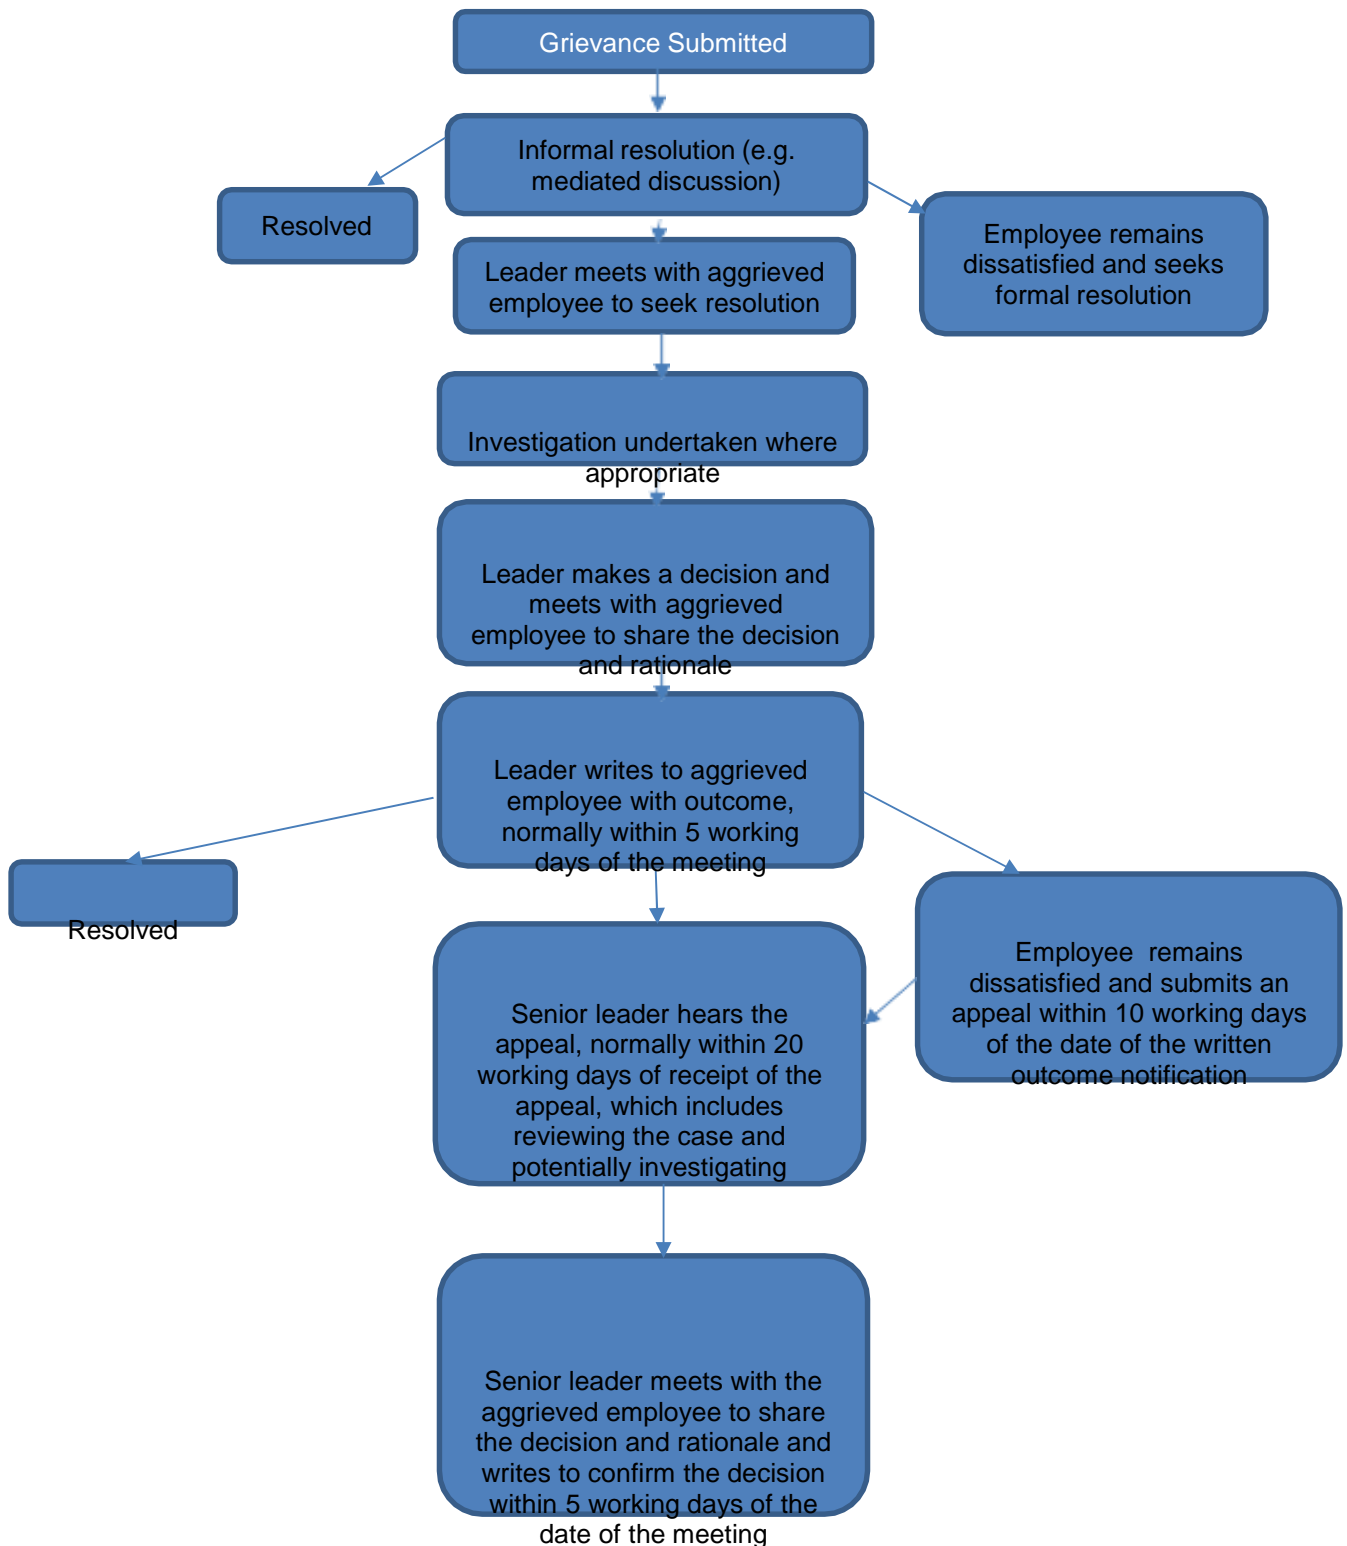 Grievance Submitted
Informal resolution (e.g.
mediated discussion)
Resolved
Employee remains
dissatisfied and seeks
formal resolution
Leader meets with aggrieved
employee to seek resolution
Investigation undertaken where
appropriate
Leader makes a decision and
meets with aggrieved
employee to share the decision
and rationale
Leader writes to aggrieved
employee with outcome,
normally within 5 working
days of the meeting
Resolved
Employee remains
dissatisfied and submits an
appeal within 10 working days
of the date of the written
outcome notification
Senior leader hears the
appeal, normally within 20
working days of receipt of the
appeal, which includes
reviewing the case and
potentially investigating
Senior leader meets with the
aggrieved employee to share
the decision and rationale and
writes to confirm the decision
within 5 working days of the
date of the meeting